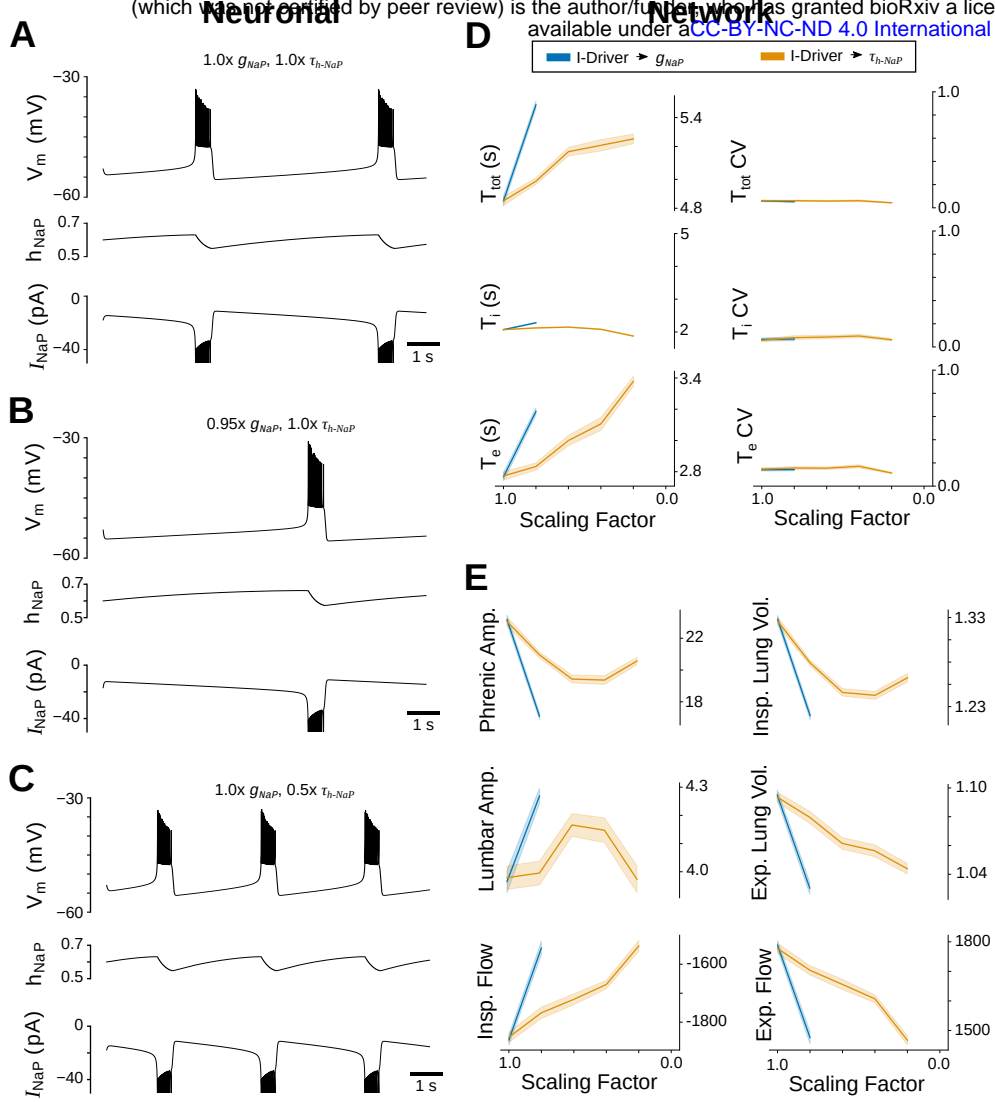 (which was not certified by peer review) is the author/funder, who has granted bioRxiv a lice
available under aCC-BY-NC-ND 4.0 International
Neuronal
Network
A
1.0x gNaP, 1.0x τh-NaP
−30
Vm (mV)
−60
0.7
hNaP
0.5
0
INaP (pA)
−40
1 s
B
0.95x gNaP, 1.0x τh-NaP
−30
Vm (mV)
−60
0.7
hNaP
0.5
0
INaP (pA)
−40
1 s
C
1.0x gNaP, 0.5x τh-NaP
−30
Vm (mV)
−60
0.7
hNaP
0.5
0
INaP (pA)
−40
1 s
D
I-Driver → gNaP
I-Driver → τh-NaP
Ttot (s)
5.4
4.8
Ttot CV
1.0
0.0
Ti (s)
5
2
Ti CV
1.0
0.0
Te (s)
3.4
2.8
Te CV
1.0
0.0
1.0
0.0
Scaling Factor
1.0
0.0
Scaling Factor
E
Phrenic Amp.
22
18
Insp. Lung Vol.
1.33
1.23
Lumbar Amp.
4.3
4.0
Exp. Lung Vol.
1.10
1.04
Insp. Flow
-1600
-1800
Exp. Flow
1800
1500
1.0
0.0
Scaling Factor
1.0
0.0
Scaling Factor